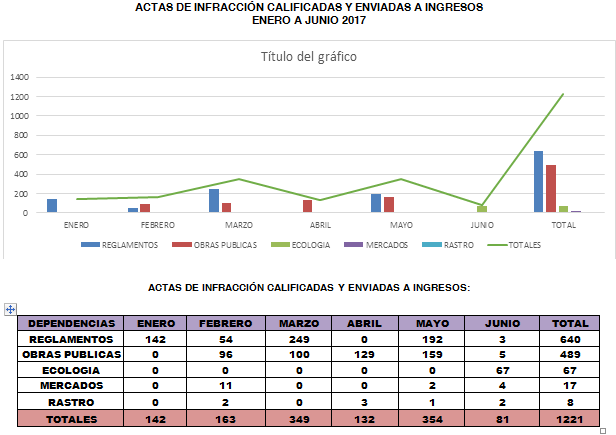 ACTAS DE INFRACCIÓN CALIFICADAS Y ENVIADAS A INGRESOS
ENERO A JUNIO 2017
Título del gráfico
1400
1200
1000
800
600
400
200
0
ENERO FEBRERO MARZO ABRIL MAYO JUNIO TOTAL
REGLAMENTOS OBRAS PUBLICAS ECOLOGIA MERCADOS RASTRO TOTALES
ACTAS DE INFRACCIÓN CALIFICADAS Y ENVIADAS A INGRESOS:
DEPENDENCIAS ENERO FEBRERO MARZO ABRIL MAYO JUNIO TOTAL
REGLAMENTOS 142 54 249 0 192 3 640
OBRAS PUBLICAS 0 96 100 129 159 5 489
ECOLOGIA 0 0 0 0 0 67 67
MERCADOS 0 11 0 0 2 4 17
RASTRO 0 2 0 3 1 2 8
TOTALES 142 163 349 132 354 81 1221